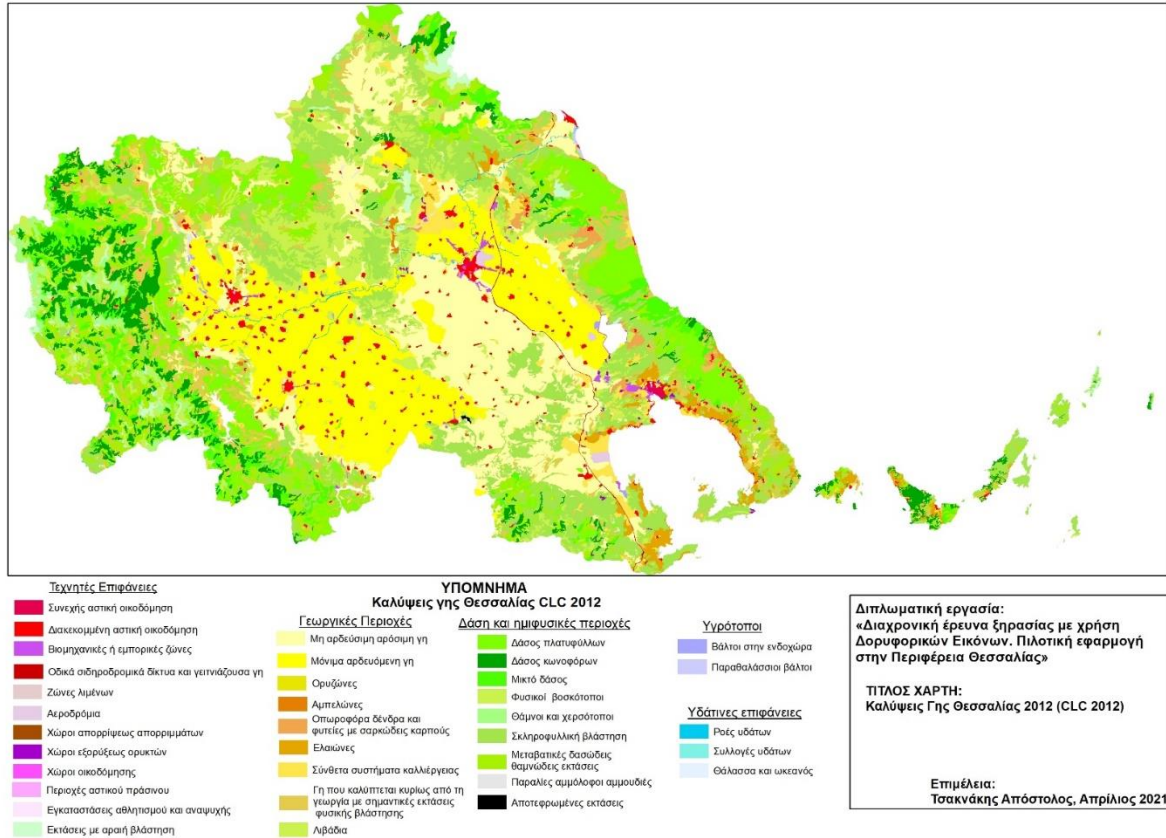 ΥΠΟΜΝΗΜΑ
Καλύψεις γης Θεσσαλίας CLC 2012
Τεχνητές Επιφάνειες
Συνεχής αστική οικοδόμηση
Διακεκομμένη αστική οικοδόμηση
Βιομηχανικές ή εμπορικές ζώνες
Οδικά σιδηροδρομικά δίκτυα και γειτνιάζουσα γη
Ζώνες λιμένων
Αεροδρόμια
Χώροι απορρίψεως απορριμμάτων
Χώροι εξορύξεως ορυκτών
Χώροι οικοδόμησης
Περιοχές αστικού πράσινου
Εγκαταστάσεις αθλητισμού και αναψυχής
Εκτάσεις με αραιή βλάστηση
Γεωργικές Περιοχές
Μη αρδεύσιμη αρόσιμη γη
Μόνιμα αρδευόμενη γη
Ορυζώνες
Αμπελώνες
Οπωροφόρα δένδρα και
φυτείες με σαρκώδεις καρπούς
Ελαιώνες
Σύνθετα συστήματα καλλιέργειας
Γη που καλύπτεται κυρίως από τη
γεωργία με σημαντικές εκτάσεις
φυσικής βλάστησης
Λιβάδια
Δάση και ημιφυσικές περιοχές
Δάσος πλατυφύλλων
Δάσος κωνοφόρων
Μικτό δάσος
Φυσικοί βοσκότοποι
Θάμνοι και χερσότοποι
Σκληροφυλλική βλάστηση
Μεταβατικές δασώδεις
θαμνώδεις εκτάσεις
Παραλίες αμμόλοφοι αμμουδιές
Αποτεφρωμένες εκτάσεις
Υγρότοποι
Βάλτοι στην ενδοχώρα
Παραθαλάσσιοι βάλτοι
Υδάτινες επιφάνειες
Ροές υδάτων
Συλλογές υδάτων
Θάλασσα και ωκεανός
Διπλωματική εργασία:
«Διαχρονική έρευνα ξηρασίας με χρήση
Δορυφορικών Εικόνων. Πιλοτική εφαρμογή
στην Περιφέρεια Θεσσαλίας»
ΤΙΤΛΟΣ ΧΑΡΤΗ:
Καλύψεις Γης Θεσσαλίας 2012 (CLC 2012)
Επιμέλεια:
Τσακνάκης Απόστολος, Απρίλιος 2021